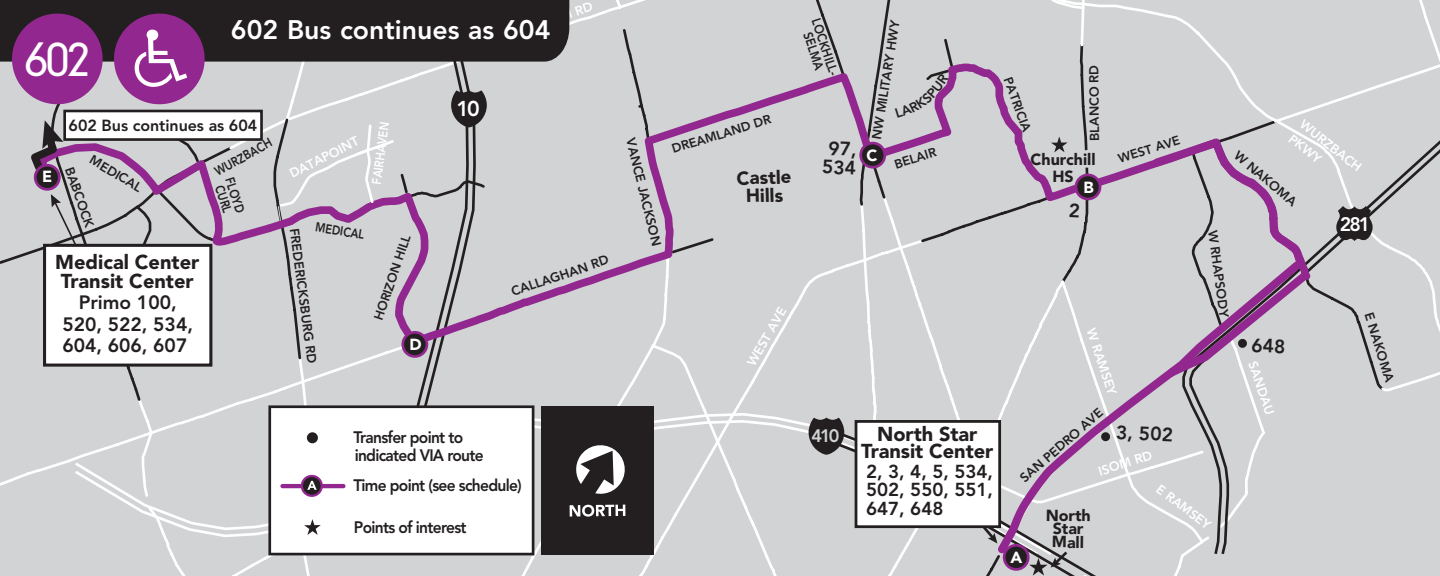 602
602 Bus continues as 604
RD
602 Bus continues as 604
E
MEDICAL
BABCOCK
WURZBACH
FLOYD
CURL
DATAPOINT
FAIRHAVEN
10
MEDICAL
FREDERICKSBURG RD
HORIZON HILL
D
CALLAGHAN RD
VANCE JACKSON
DREAMLAND DR
LOCKHILL-
SELMA
NW MILITARY HWY
97,
534
C
BELAIR
LARKSPUR
PATRICIA
Castle
Hills
Churchill
HS
BLANCO RD
B
2
WEST AVE
W NAKOMA
WURZBACH
PKWY
281
W RHAPSODY
648
SANDAU
E NAKOMA
WEST AVE
W RAMSEY
SAN PEDRO AVE
3, 502
ISOM RD
E RAMSEY
410
Medical Center
Transit Center
Primo 100,
520, 522, 534,
604, 606, 607
Transfer point to
indicated VIA route
A
Time point (see schedule)
Points of interest
NORTH
North Star
Transit Center
2, 3, 4, 5, 534,
502, 550, 551,
647, 648
North
Star
Mall
A